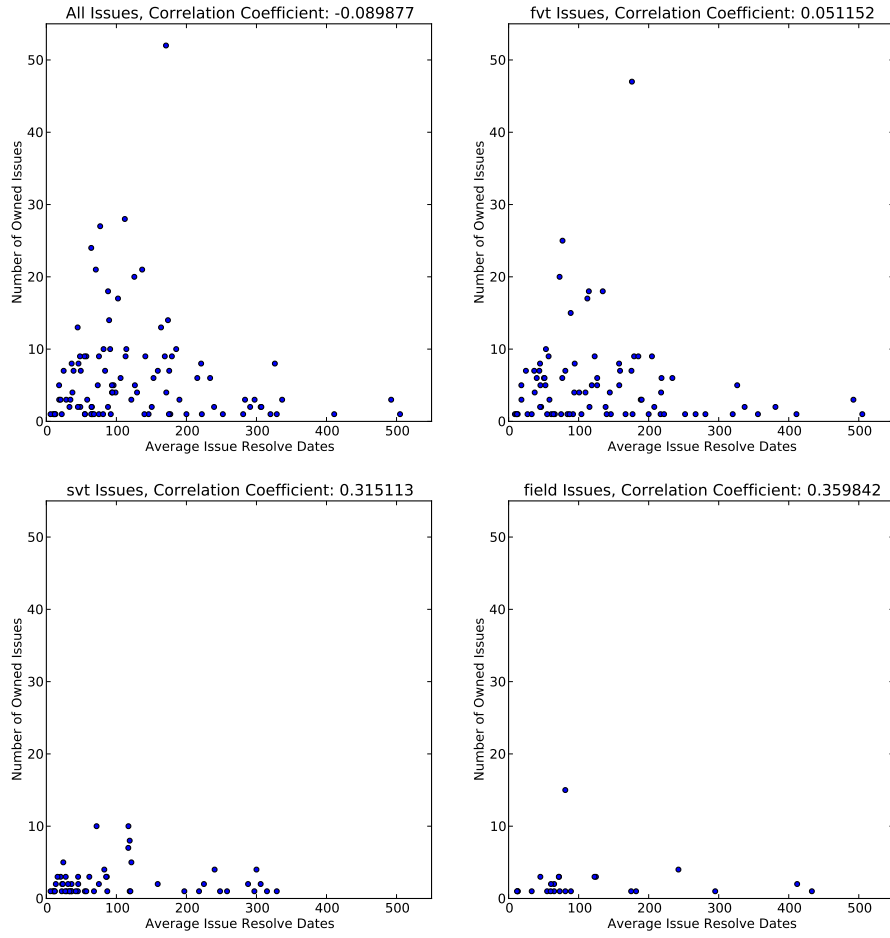 All Issues, Correlation Coefficient: -0.089877
50
40
30
20
10
0
0 100 200 300 400 500
Number of Owned Issues
Average Issue Resolve Dates
fvt Issues, Correlation Coefficient: 0.051152
50
40
30
20
10
0
0 100 200 300 400 500
Number of Owned Issues
Average Issue Resolve Dates
svt Issues, Correlation Coefficient: 0.315113
50
40
30
20
10
0
0 100 200 300 400 500
Number of Owned Issues
Average Issue Resolve Dates
field Issues, Correlation Coefficient: 0.359842
50
40
30
20
10
0
0 100 200 300 400 500
Number of Owned Issues
Average Issue Resolve Dates